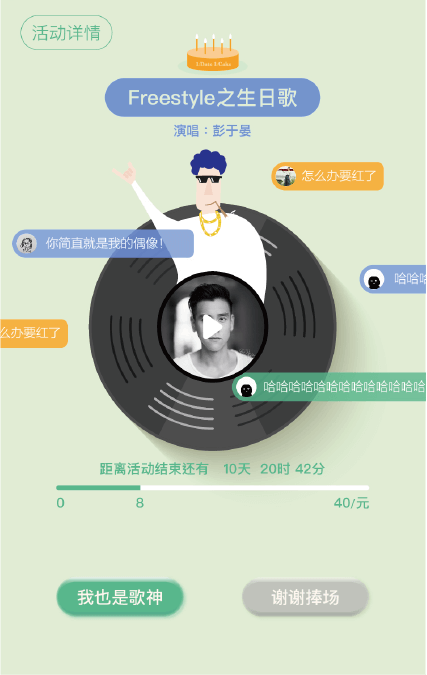 活动详情
Freestyle之生日歌
演唱：彭于晏
怎么办要红了
你简直就是我的偶像！
哈哈哈
么办要红了
哈哈哈哈哈哈哈哈哈哈哈哈哈
距离活动结束还有 10天 20时 42分
0 8 40/元
我也是歌神 谢谢捧场